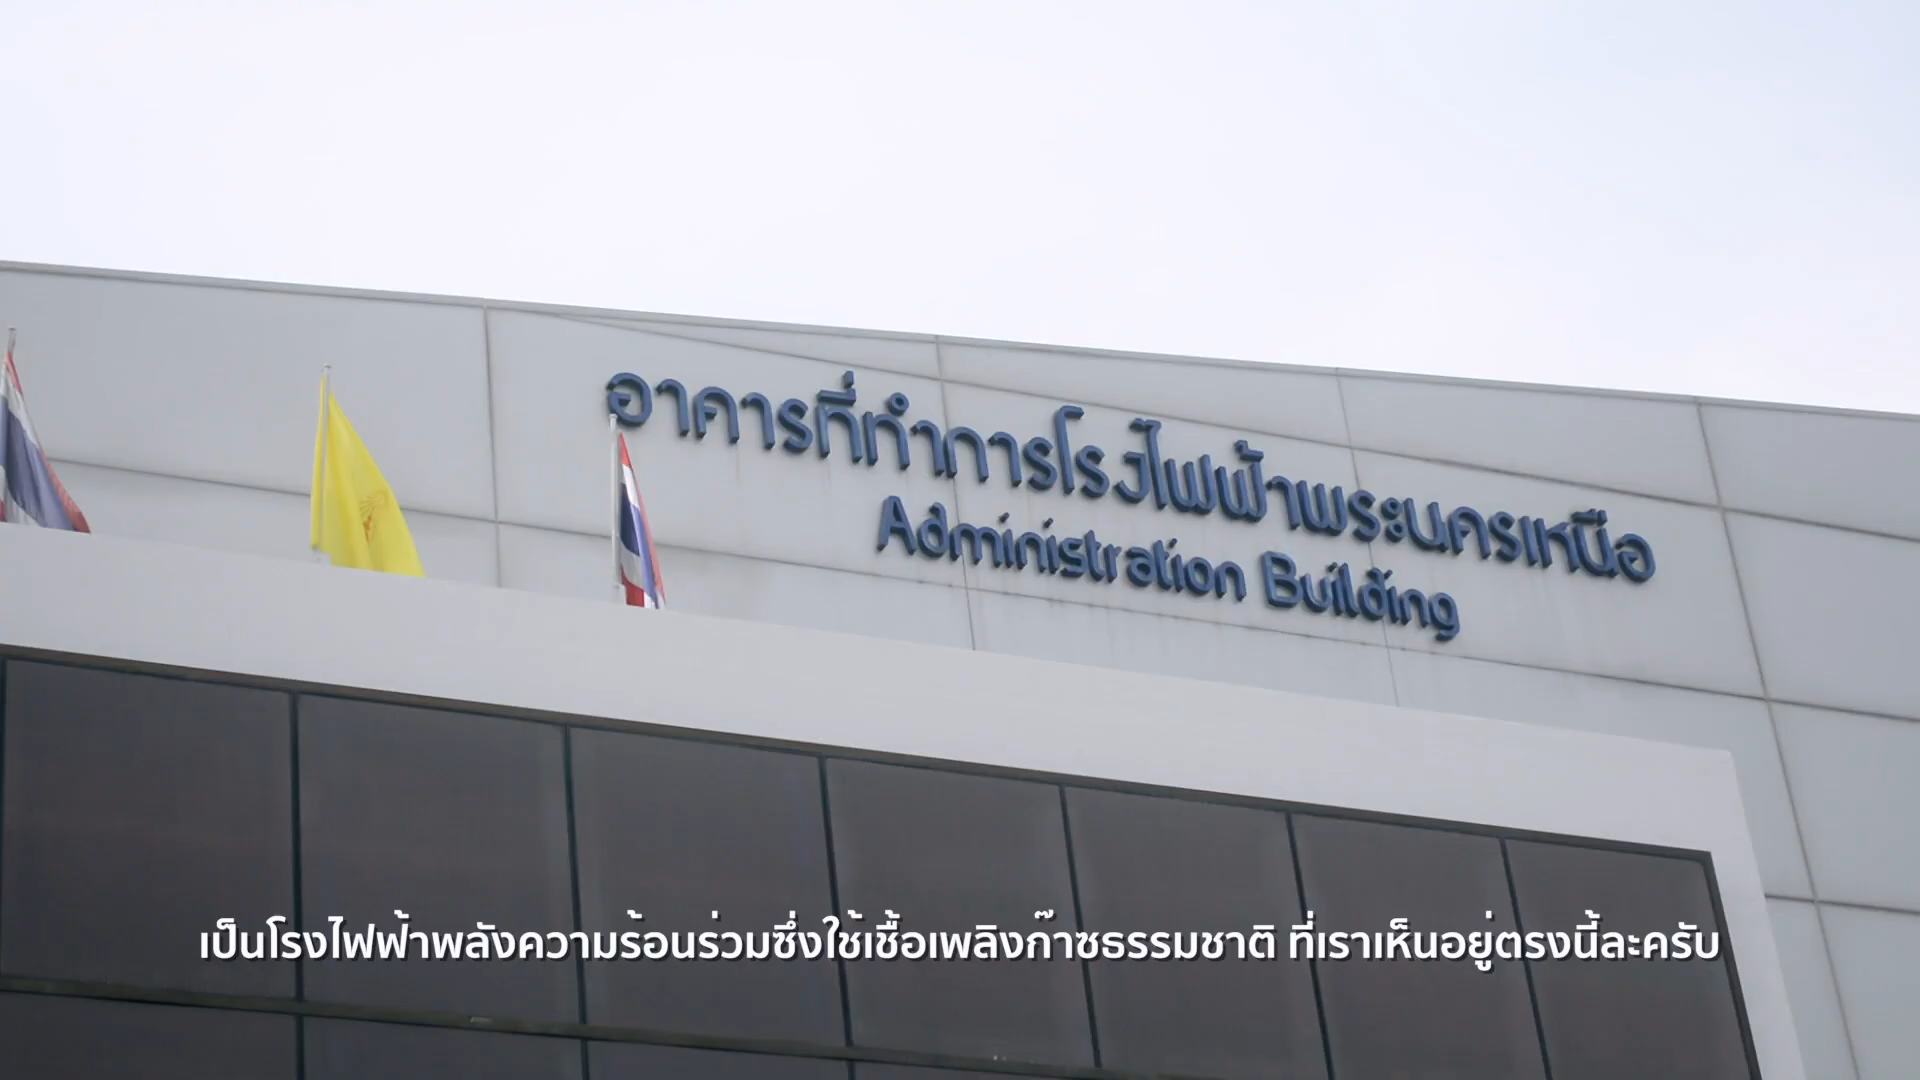 อาคารที่ทำการโรงไฟฟ้าพระนครเหนือ
Administration Building
เป็นโรงไฟฟ้าพลังความร้อนร่วมซึ่งใช้เชื้อเพลิงก๊าซธรรมชาติ ที่เราเห็นอยู่ตรงนี้ละครับ